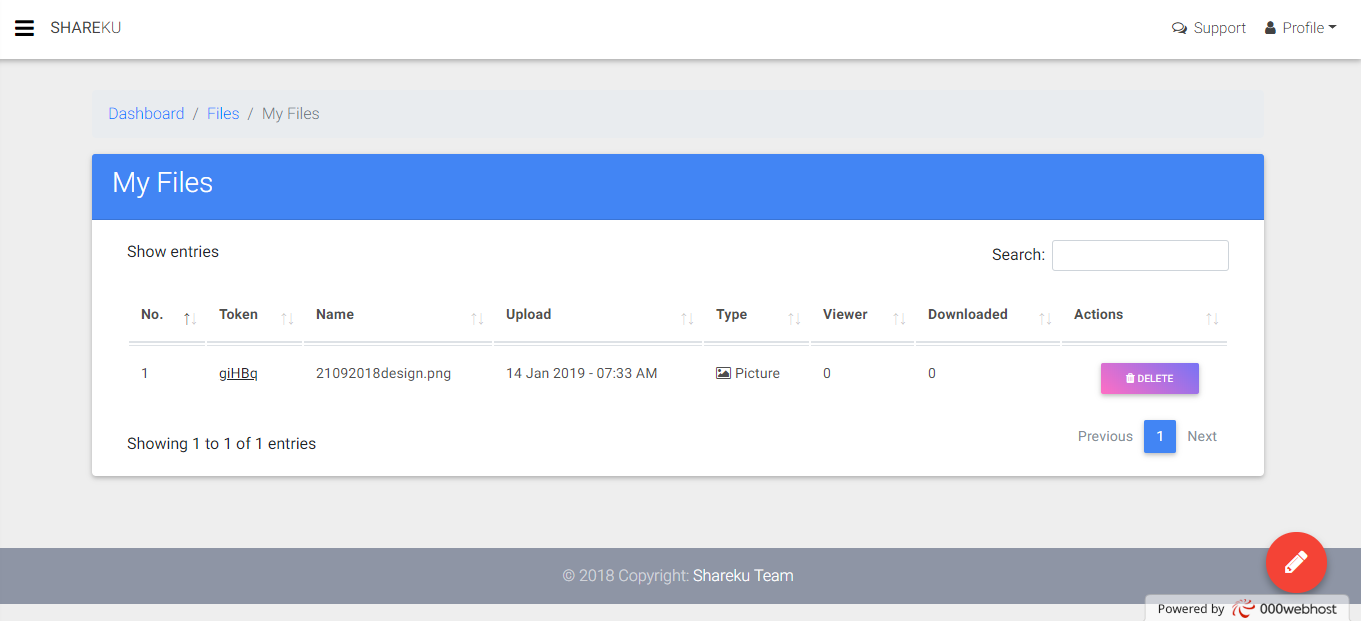 SHAREKU Support Profile
Dashboard / Files / My Files
My Files
Show entries Search:
No. Token Name Upload Type Viewer Downloaded Actions
1 giHBq 21092018design.png 14 Jan 2019 - 07:33 AM Picture 0 0 DELETE
Showing 1 to 1 of 1 entries Previous 1 Next
© 2018 Copyright: Shareku Team
Powered by 000webhost